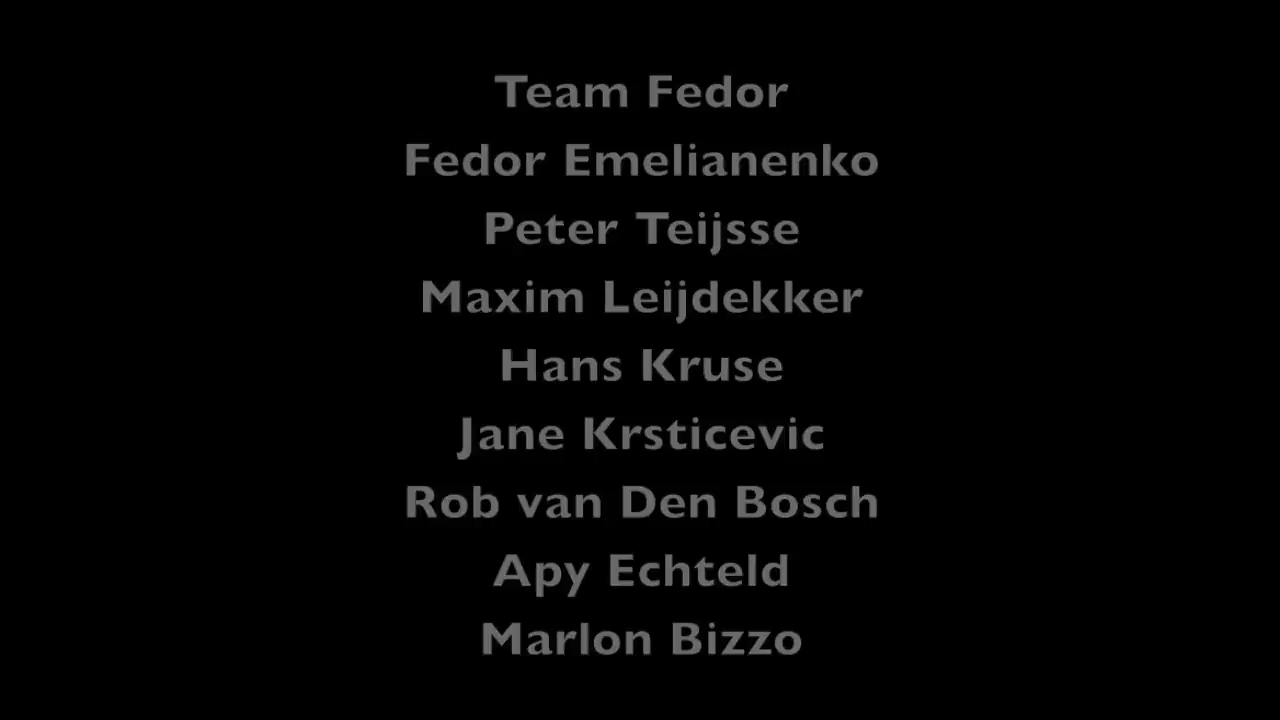 Team Fedor
Fedor Emelianenko
Peter Teijsse
Maxim Leijdekker
Hans Kruse
Jane Krsticevic
Rob van Den Bosch
Apy Echteld
Marlon Bizzo